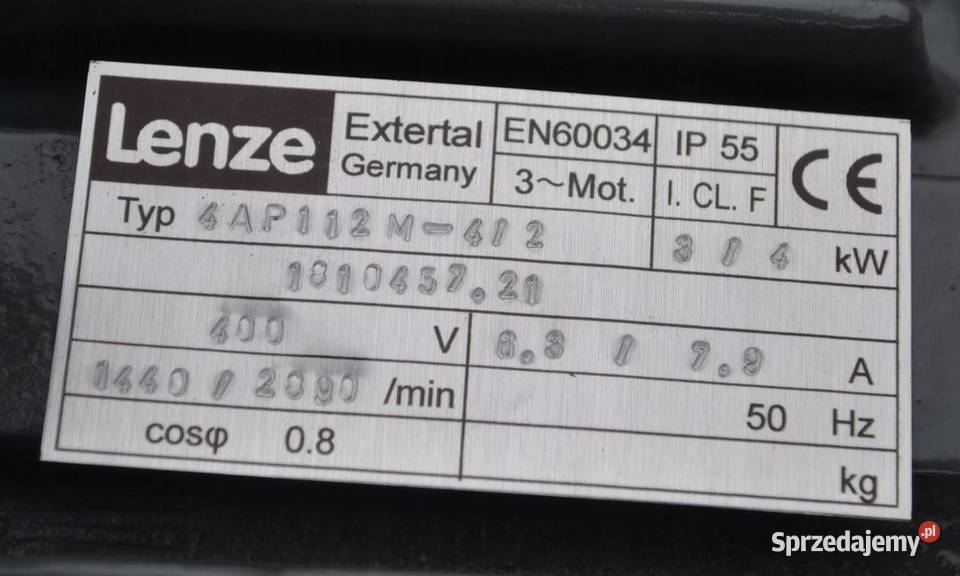 Lenze
Extertal
Germany
EN60034
IP 55
3~Mot.
I. CL. F
CE
Typ 4AP112M-4/2
3 / 4 kW
1810457.21
400 V
8.3 / 7.9 A
1440/2890 /min
50 Hz
cosφ 0.8
kg
Sprzedajemy.pl